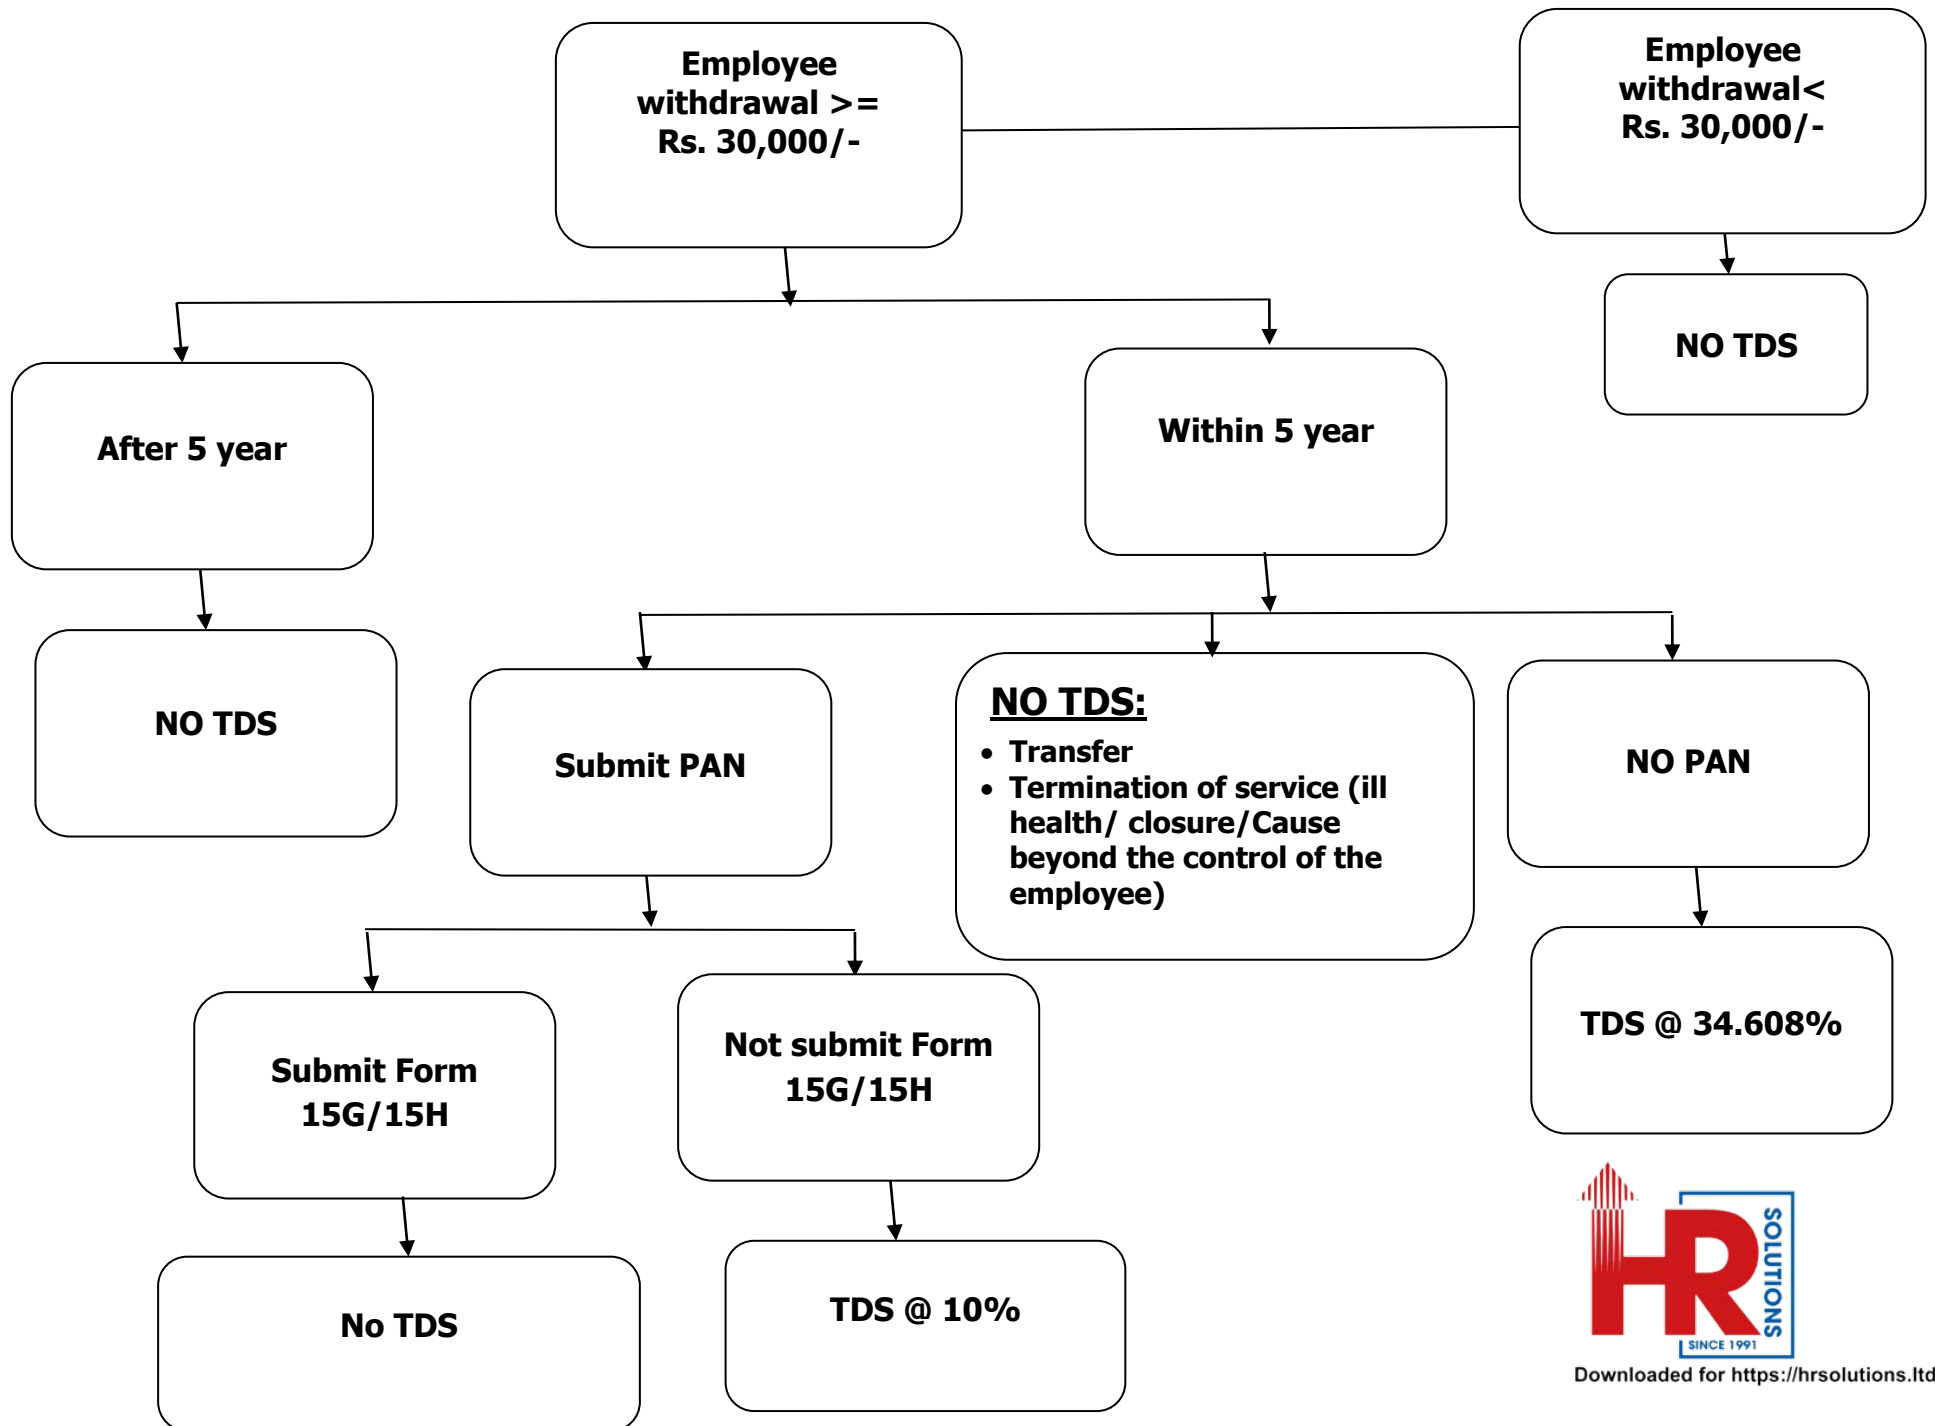 Employee
withdrawal >=
Rs. 30,000/-
Employee
withdrawal<
Rs. 30,000/-
NO TDS
After 5 year
Within 5 year
NO TDS
Submit PAN
NO TDS:
• Transfer
• Termination of service (ill
health/ closure/Cause
beyond the control of the
employee)
NO PAN
Submit Form
15G/15H
Not submit Form
15G/15H
TDS @ 34.608%
No TDS
TDS @ 10%
HR
SOLUTIONS
SINCE 1991
Downloaded for https://hrsolutions.ltd